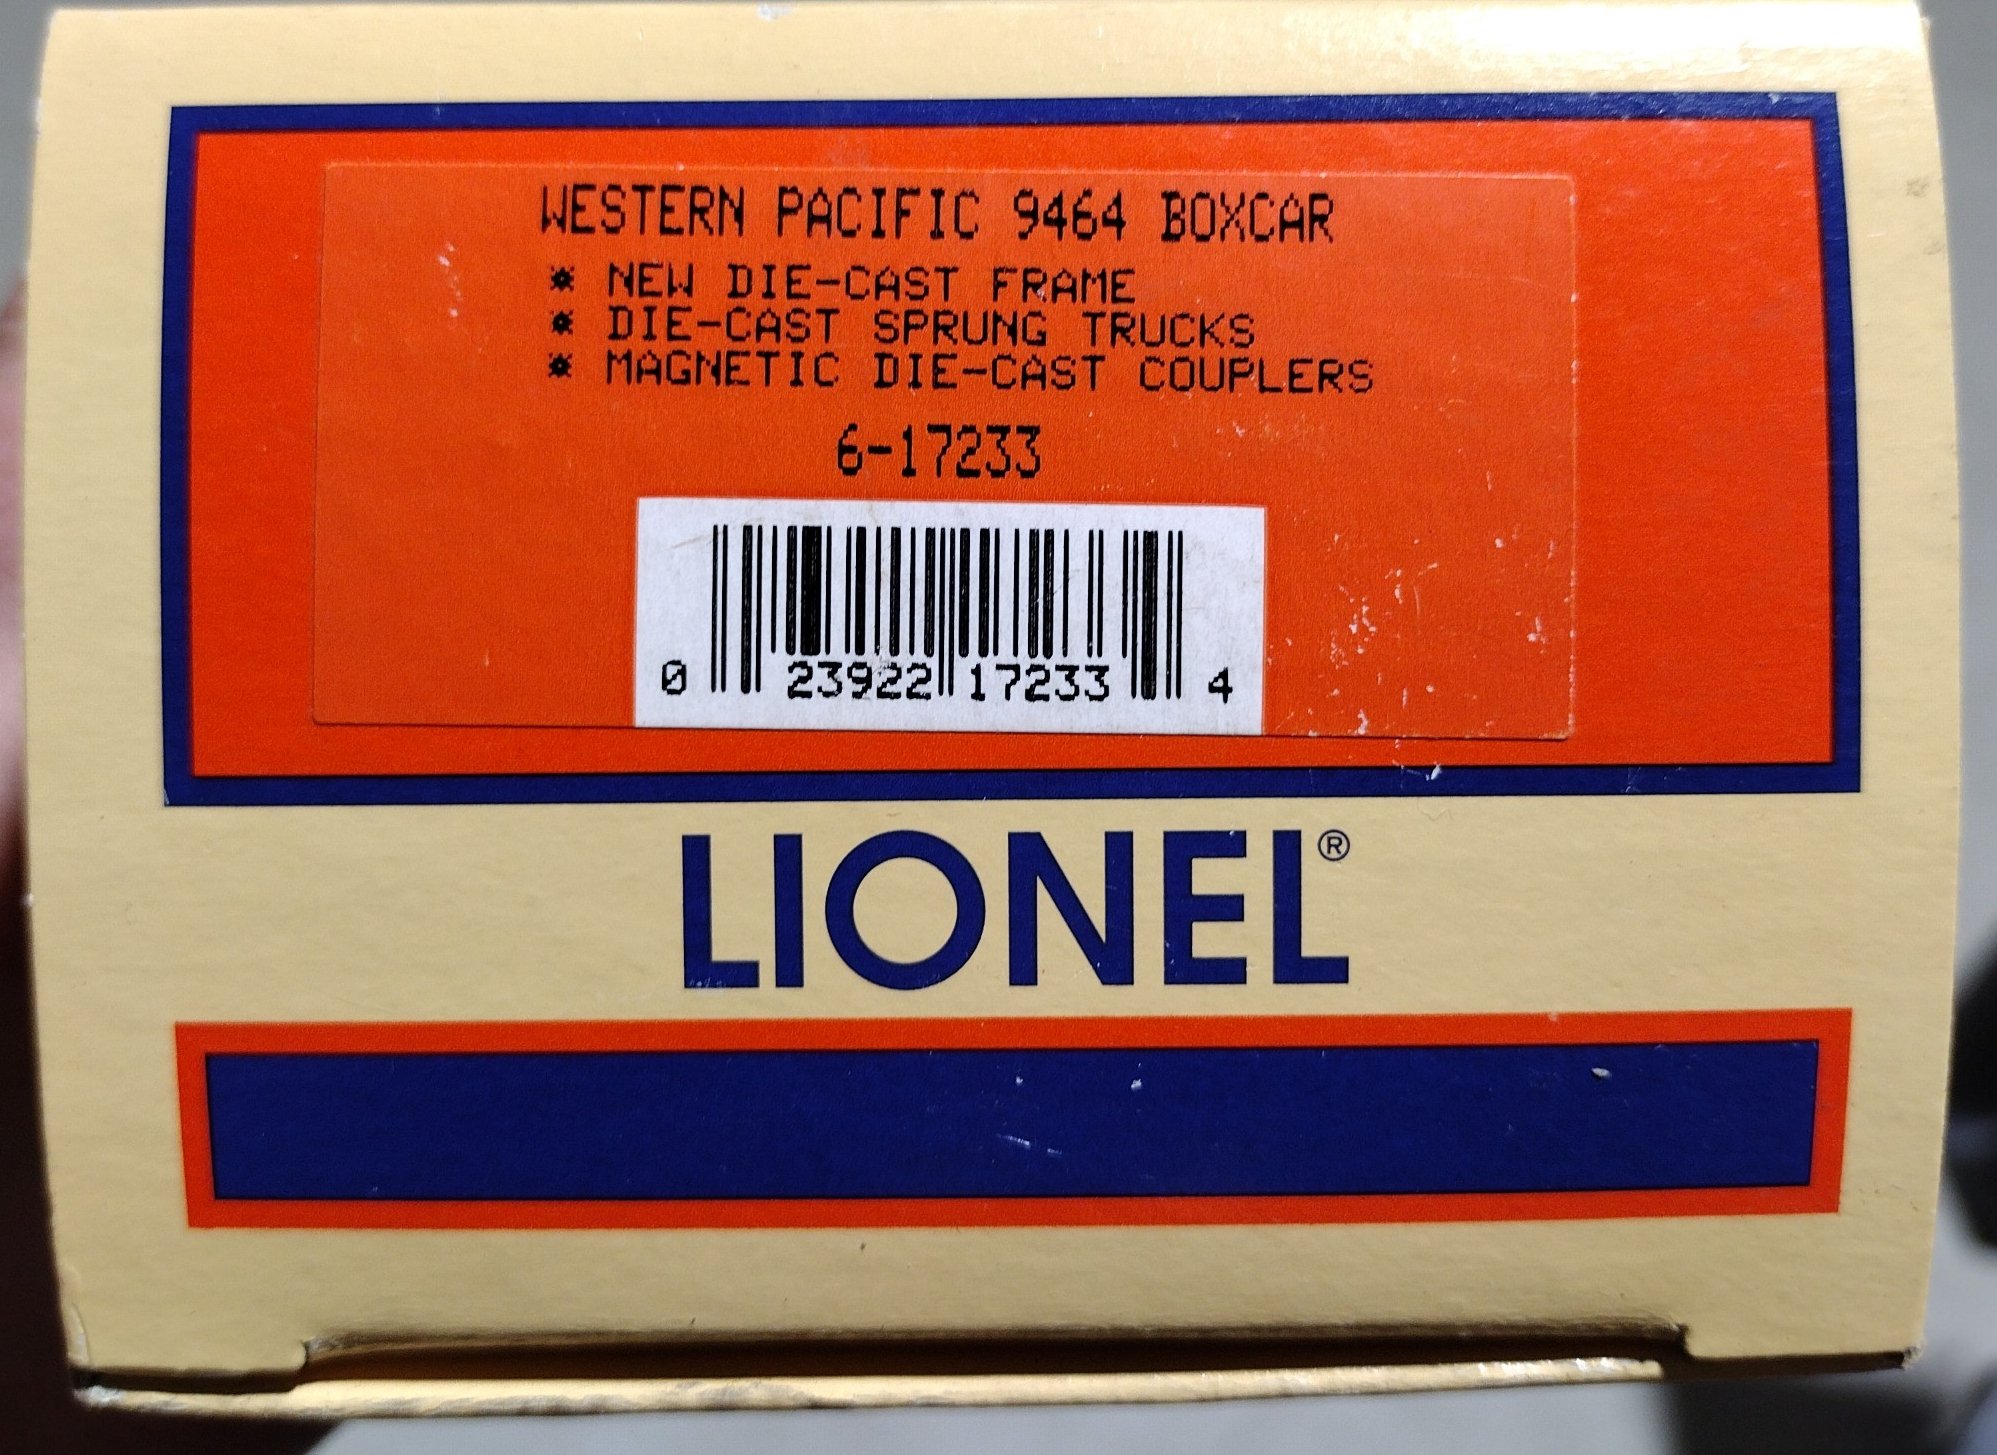 WESTERN PACIFIC 9464 BOXCAR
* NEW DIE-CAST FRAME
* DIE-CAST SPRUNG TRUCKS
* MAGNETIC DIE-CAST COUPLERS
6-17233
0 23922 17233 4
LIONEL®